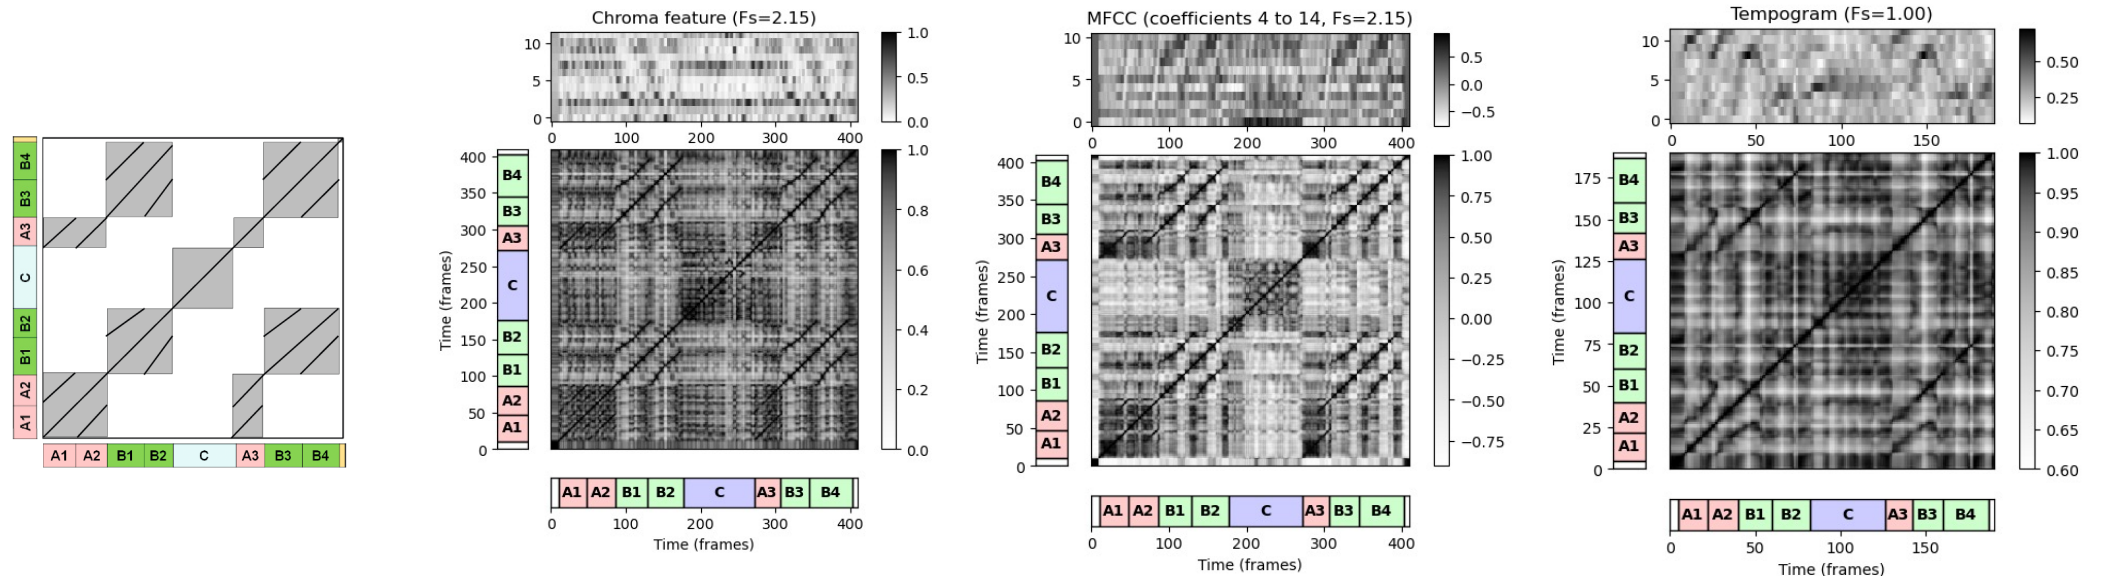 B4
B3
A3
C
B2
B1
A2
A1
A1 A2 B1 B2 C A3 B3 B4
Chroma feature (Fs=2.15)
10
5
0
0 100 200 300 400
1.0
0.5
0.0
Time (frames)
400
350
300
250
200
150
100
50
0
B4
B3
A3
C
B2
B1
A2
A1
1.0
0.8
0.6
0.4
0.2
0.0
A1 A2 B1 B2 C A3 B3 B4
0 100 200 300 400
Time (frames)
MFCC (coefficients 4 to 14, Fs=2.15)
10
5
0
0 100 200 300 400
0.5
0.0
−0.5
Time (frames)
400
350
300
250
200
150
100
50
0
B4
B3
A3
C
B2
B1
A2
A1
1.00
0.75
0.50
0.25
0.00
−0.25
−0.50
−0.75
A1 A2 B1 B2 C A3 B3 B4
0 100 200 300 400
Time (frames)
Tempogram (Fs=1.00)
10
5
0
0 50 100 150
0.50
0.25
Time (frames)
175
150
125
100
75
50
25
0
B4
B3
A3
C
B2
B1
A2
A1
1.00
0.95
0.90
0.85
0.80
0.75
0.70
0.65
0.60
A1 A2 B1 B2 C A3 B3 B4
0 50 100 150
Time (frames)